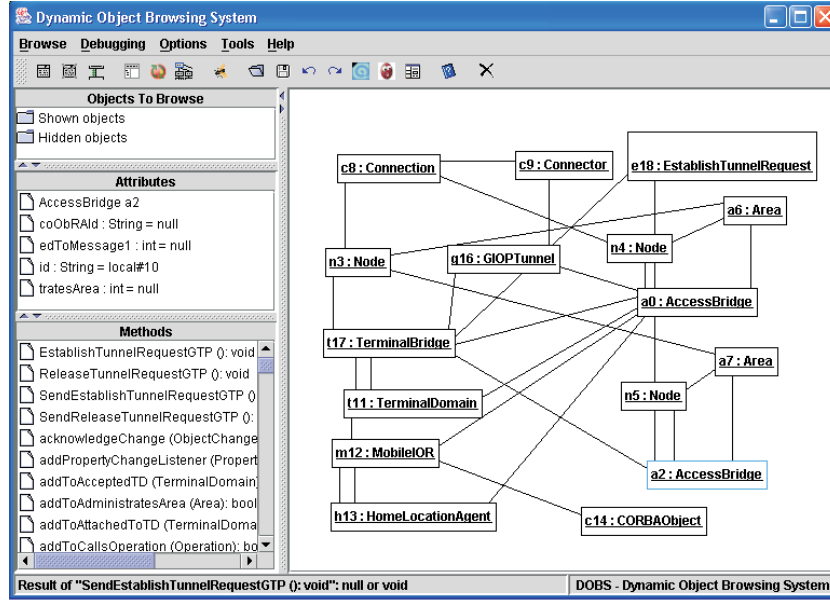 Dynamic Object Browsing System
Browse Debugging Options Tools Help
Objects To Browse
Shown objects
Hidden objects
Attributes
AccessBridge a2
coObRAId : String = null
edToMessage1 : int = null
id : String = local#10
tratesArea : int = null
Methods
EstablishTunnelRequestGTP (): void
ReleaseTunnelRequestGTP (): void
SendEstablishTunnelRequestGTP ()
SendReleaseTunnelRequestGTP ():
acknowledgeChange (ObjectChange
addPropertyChangeListener (Propert
addToAcceptedTD (TerminalDomain
addToAdministratesArea (Area): bool
addToAttachedToTD (TerminalDoma
addToCallsOperation (Operation): bo
c8 : Connection
c9 : Connector
e18 : EstablishTunnelRequest
a6 : Area
n4 : Node
n3 : Node
g16 : GIOPTunnel
a0 : AccessBridge
t17 : TerminalBridge
a7 : Area
t11 : TerminalDomain
n5 : Node
m12 : MobileIOR
a2 : AccessBridge
h13 : HomeLocationAgent
c14 : CORBAObject
Result of "SendEstablishTunnelRequestGTP (): void": null or void
DOBS - Dynamic Object Browsing System